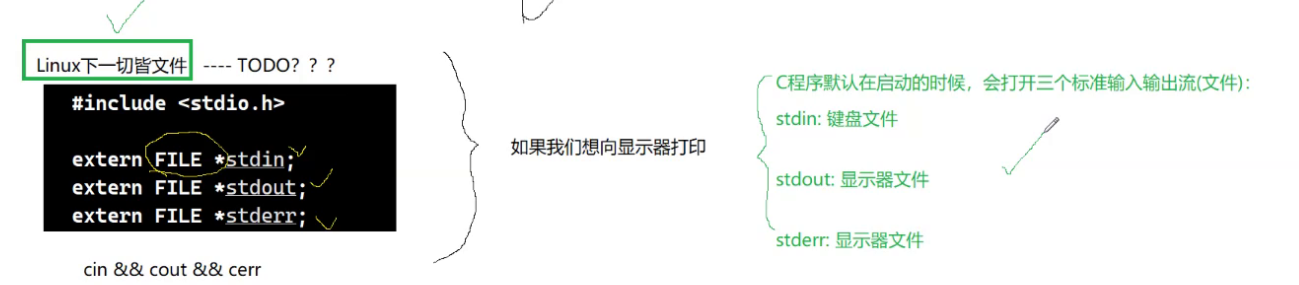 Linux下一切皆文件 ---- TODO？？？
#include <stdio.h>
extern FILE *stdin;
extern FILE *stdout;
extern FILE *stderr;
cin && cout && cerr
如果我们想向显示器打印
C程序默认在启动的时候，会打开三个标准输入输出流(文件):
stdin: 键盘文件
stdout: 显示器文件
stderr: 显示器文件